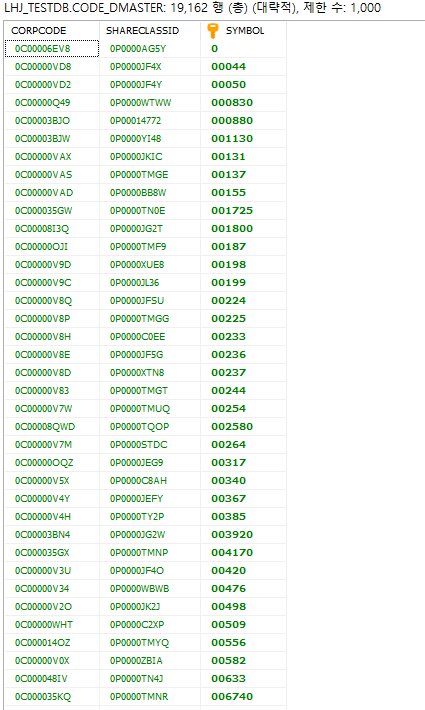 LHJ_TESTDB.CODE_DMASTER: 19,162 행 (총) (대략적), 제한 수: 1,000
CORPCODE SHARECLASSID SYMBOL
0C00006EV8 0P0000AG5Y 0
0C00000VD8 0P0000JF4X 00044
0C00000VD2 0P0000JF4Y 00050
0C00000Q49 0P0000WTWW 000830
0C00003BJO 0P00014772 000880
0C00003BJW 0P0000YI48 001130
0C00000VAX 0P0000JKIC 00131
0C00000VAS 0P0000TMGE 00137
0C00000VAD 0P0000BB8W 00155
0C000035GW 0P0000TN0E 001725
0C00008I3Q 0P0000JG2T 001800
0C00000OJI 0P0000TMF9 00187
0C00000V9D 0P0000XUE8 00198
0C00000V9C 0P0000JL36 00199
0C00000V8Q 0P0000JFSU 00224
0C00000V8P 0P0000TMGG 00225
0C00000V8H 0P0000C0EE 00233
0C00000V8E 0P0000JF5G 00236
0C00000V8D 0P0000XTN8 00237
0C00000V83 0P0000TMGT 00244
0C00000V7W 0P0000TMUQ 00254
0C00008QWD 0P0000TQOP 002580
0C00000V7M 0P0000STDC 00264
0C00000OQZ 0P0000JEG9 00317
0C00000V5X 0P0000C8AH 00340
0C00000V4Y 0P0000JEFY 00367
0C00000V4H 0P0000TY2P 00385
0C00003BN4 0P0000JG2W 003920
0C000035GX 0P0000TMNP 004170
0C00000V3U 0P0000JF4O 00420
0C00000V34 0P0000WBWB 00476
0C00000V2O 0P0000JK2J 00498
0C00000WHT 0P0000C2XP 00509
0C000014OZ 0P0000TMYQ 00556
0C00000V0X 0P0000ZBIA 00582
0C000048IV 0P0000TN4J 00633
0C000035KQ 0P0000TMNR 006740